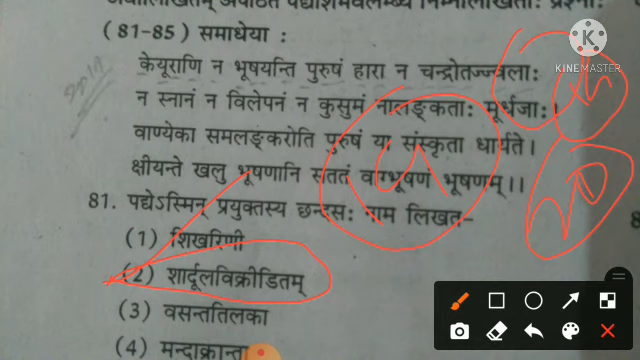 (81-85) समाधेया :
केयूराणि न भूषयन्ति पुरुषं हारा न चन्द्रोतज्ज्वलाः
न स्नानं न विलेपनं न कुसुमं नालङ्कताः मूर्धजाः।
वाण्येका समलङ्करोति पुरुषं या संस्कृता धार्यते।
क्षीयन्ते खलु भूषणानि सततं वाग्भूषण भूषणम्।।
81. पद्येऽस्मिन् प्रयुक्तस्य छन्दसः नाम लिखत-
(1) शिखरिणी
(2) शार्दूलविक्रीडितम्
(3) वसन्ततिलका
(4) मन्दाक्रान्ता
KINEMASTER